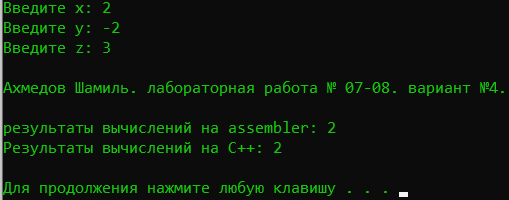 Введите x: 2
Введите y: -2
Введите z: 3
Ахмедов Шамиль. лабораторная работа № 07-08. вариант №4.
результаты вычислений на assembler: 2
Результаты вычислений на C++: 2
Для продолжения нажмите любую клавишу . . .